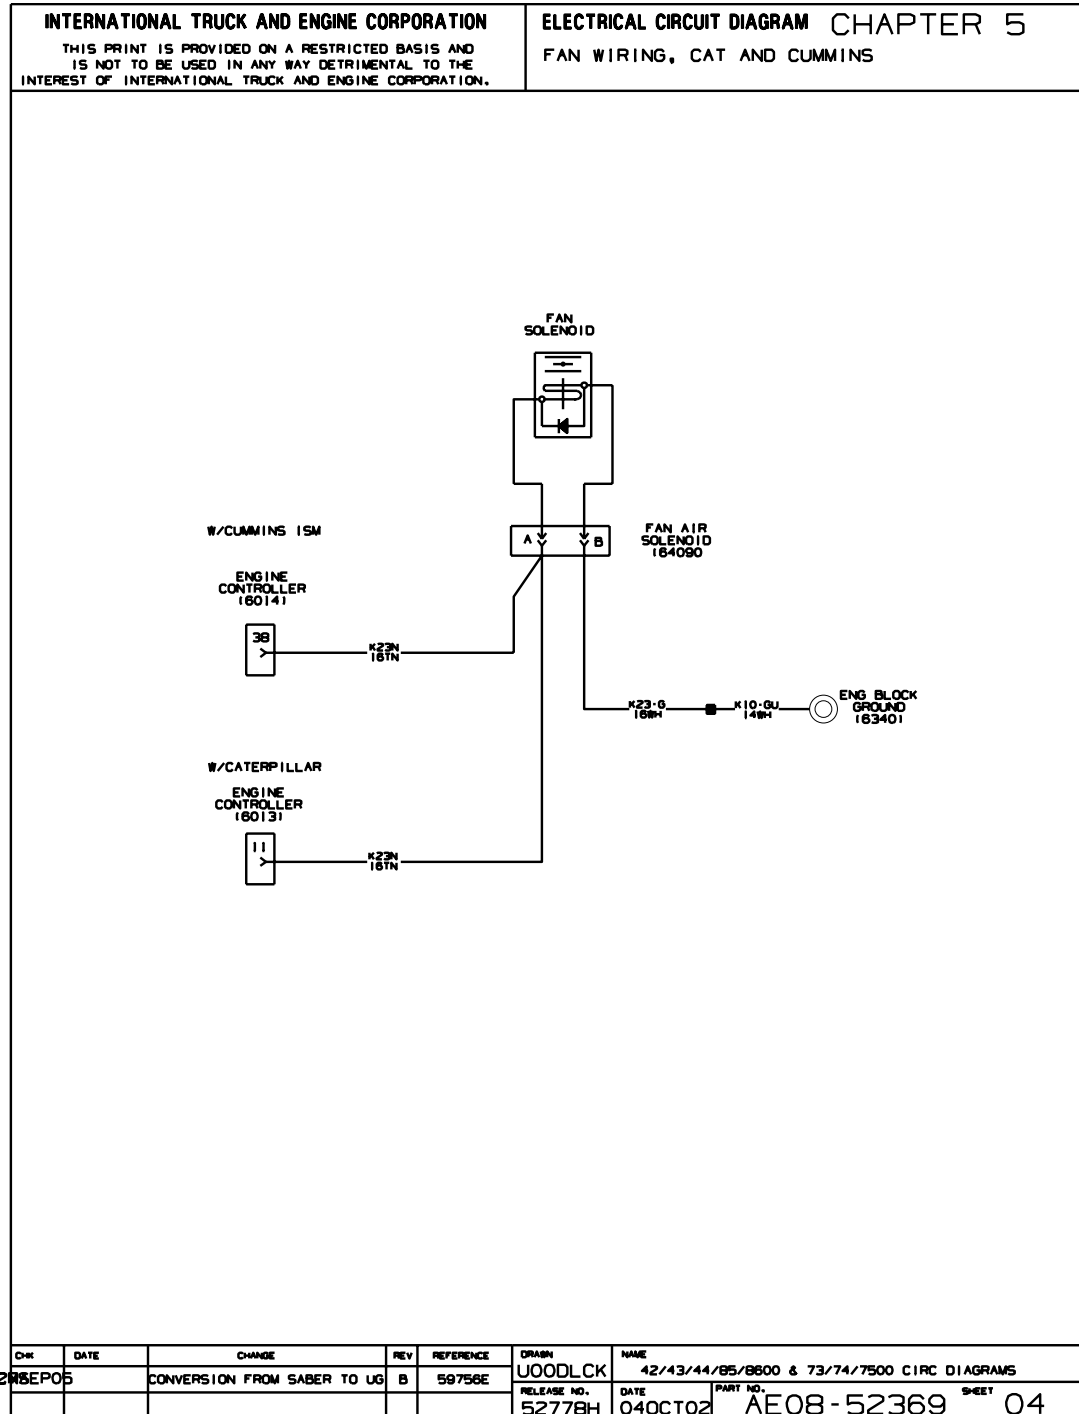 INTERNATIONAL TRUCK AND ENGINE CORPORATION
THIS PRINT IS PROVIDED ON A RESTRICTED BASIS AND
IS NOT TO BE USED IN ANY WAY DETRIMENTAL TO THE
INTEREST OF INTERNATIONAL TRUCK AND ENGINE CORPORATION.
ELECTRICAL CIRCUIT DIAGRAM CHAPTER 5
FAN WIRING, CAT AND CUMMINS
FAN
SOLENOID
A
B
FAN AIR
SOLENOID
(6409D)
W/CUMMINS ISM
ENGINE
CONTROLLER
(6014)
38
K23N
16TN
K23-G
16WH
K10-GU
14WH
ENG BLOCK
GROUND
(6340)
W/CATERPILLAR
ENGINE
CONTROLLER
(6013)
11
K23N
16TN
CHK
DATE
CHANGE
REV
REFERENCE
SEP05
CONVERSION FROM SABER TO UG
B
59756E
DRAWN
UOODLCK
NAME
42/43/44/85/8600 & 73/74/7500 CIRC DIAGRAMS
RELEASE NO.
52778H
DATE
04OCT02
PART NO.
AE08-52369
SHEET
04